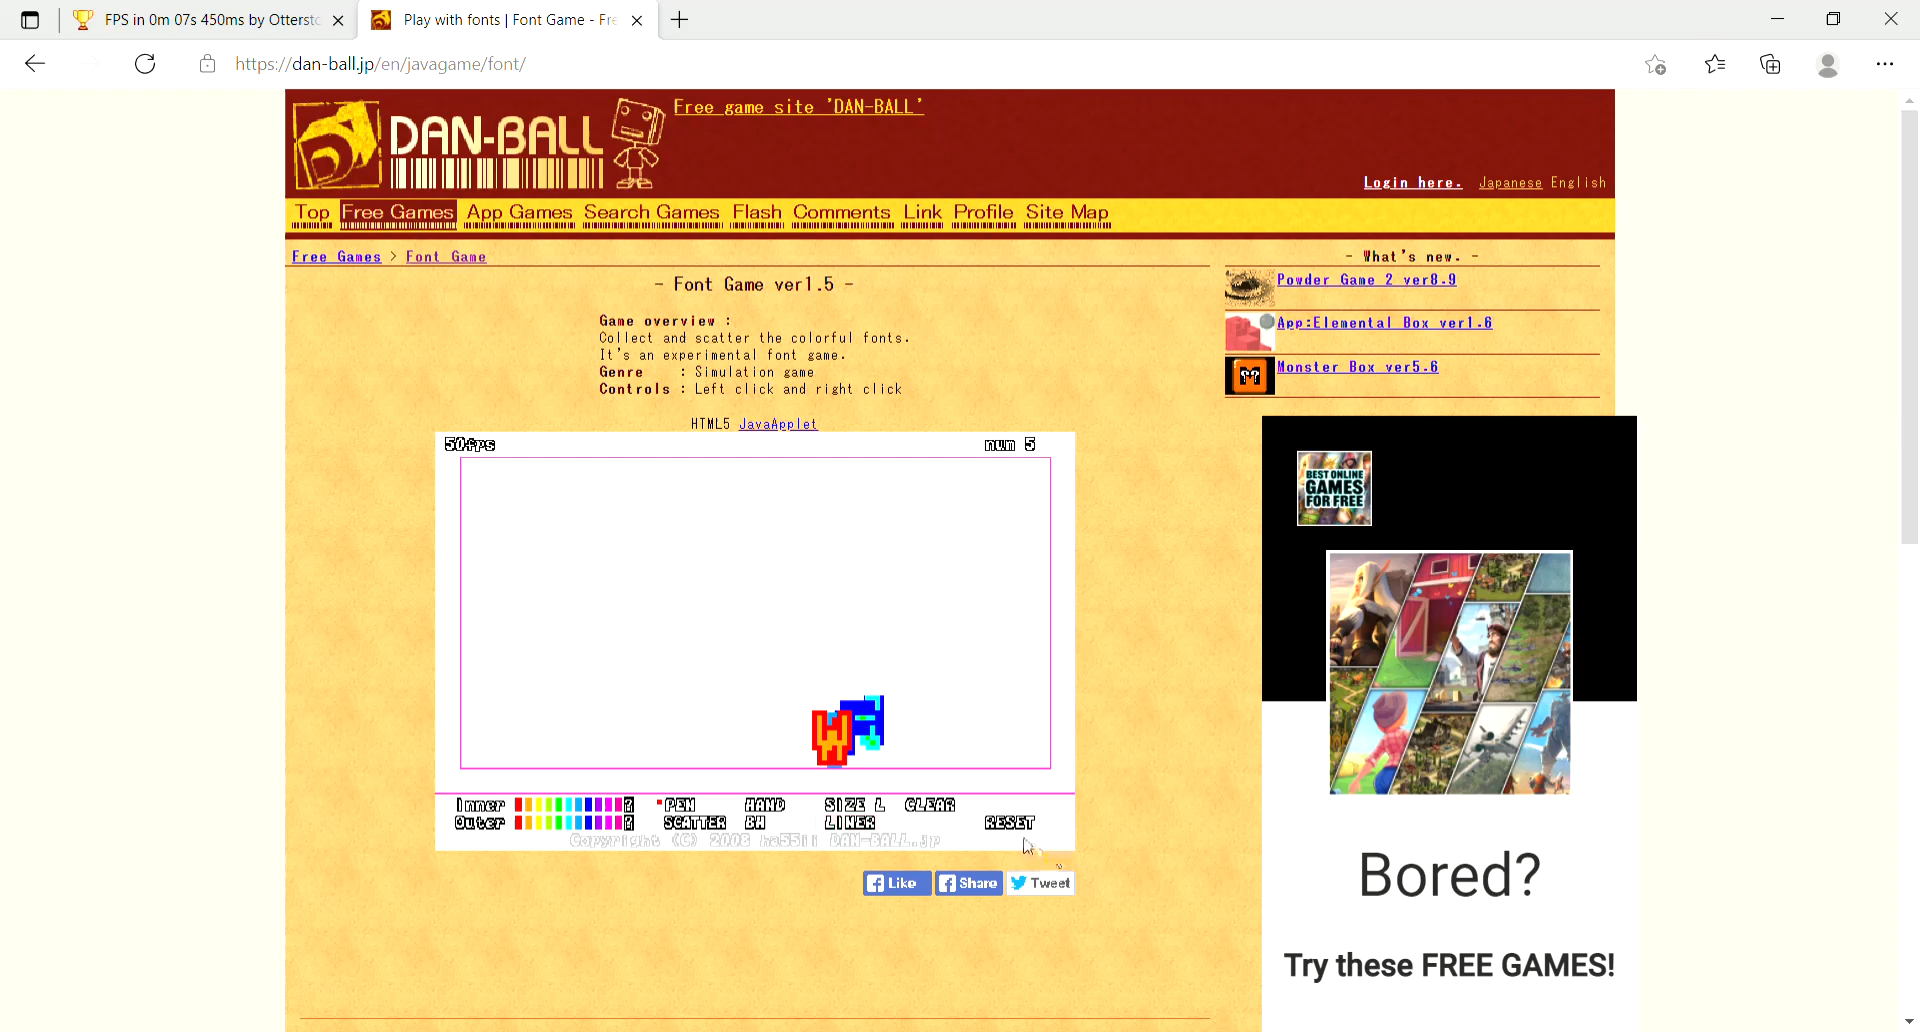 FPS in 0m 07s 450ms by Otterstc
Play with fonts | Font Game - Fre
https://dan-ball.jp/en/javagame/font/
DAN-BALL
Free game site 'DAN-BALL'
Login here. Japanese English
Top Free Games App Games Search Games Flash Comments Link Profile Site Map
Free Games > Font Game
- Font Game ver1.5 -
Game overview :
Collect and scatter the colorful fonts.
It's an experimental font game.
Genre : Simulation game
Controls : Left click and right click
HTML5 JavaApplet
50fps num 5
W
Inner PEN HAND SIZE L CLEAR
Outer SCATTER BH LINER RESET
Copyright (C) 2008 ha55ii DAN-BALL.jp
Like Share Tweet
- What's new. -
Powder Game 2 ver8.9
App:Elemental Box ver1.6
Monster Box ver5.6
BEST ONLINE
GAMES
FOR FREE
Bored?
Try these FREE GAMES!